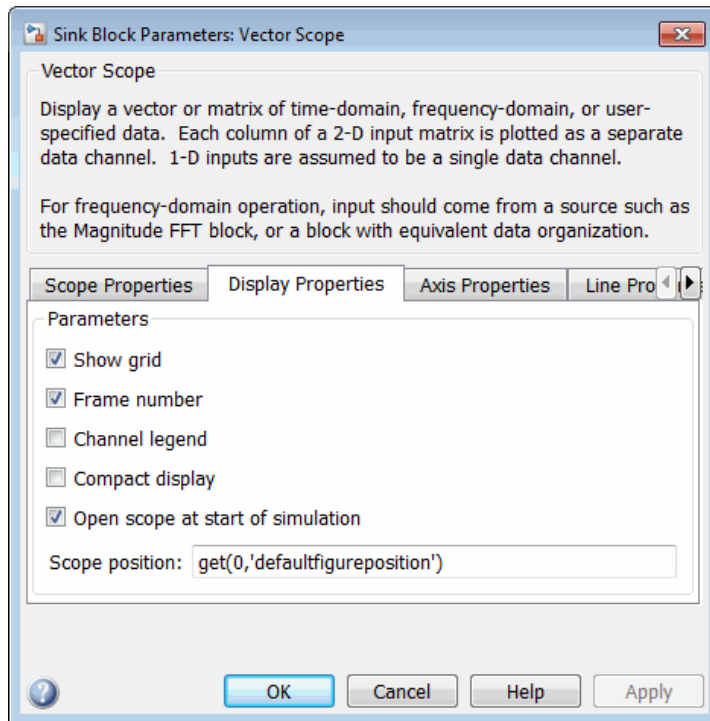 Sink Block Parameters: Vector Scope
Vector Scope
Display a vector or matrix of time-domain, frequency-domain, or user-
specified data.  Each column of a 2-D input matrix is plotted as a separate
data channel.  1-D inputs are assumed to be a single data channel.
For frequency-domain operation, input should come from a source such as
the Magnitude FFT block, or a block with equivalent data organization.
Scope Properties Display Properties Axis Properties Line
Parameters
Show grid
Frame number
Channel legend
Compact display
Open scope at start of simulation
Scope position: get(0,'defaultfigureposition')
OK Cancel Help Apply